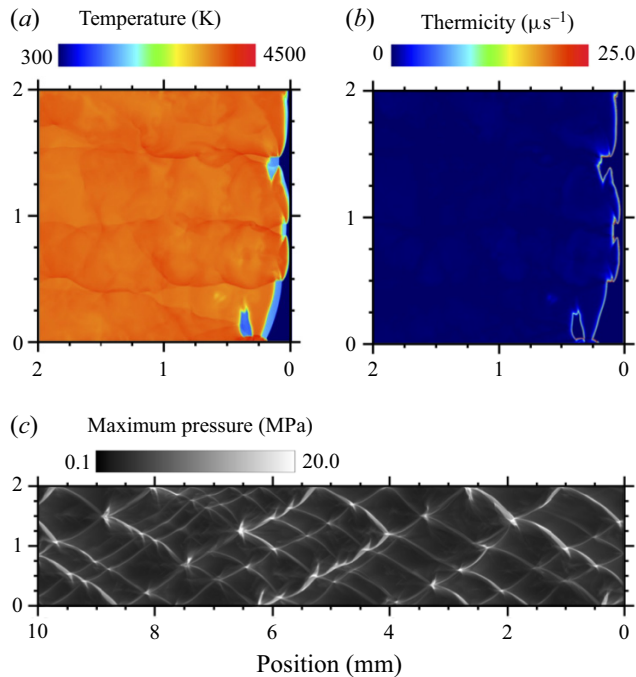 (a) Temperature (K)
300 4500
2
1
0
2 1 0
(b) Thermicity (μs⁻¹)
0 25.0
2
1
0
2 1 0
(c) Maximum pressure (MPa)
0.1 20.0
2
1
0
10 8 6 4 2 0
Position (mm)